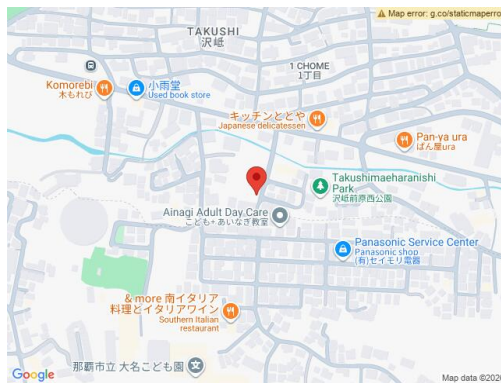 Map error: g.co/staticmaperro
TAKUSHI
沢岻
1 CHOME
1丁目
Komorebi
木もれび
小雨堂
Used book store
キッチンととや
Japanese delicatessen
Pan-ya ura
ぱん屋ura
Takushimaeharanishi
Park
沢岻前原西公園
Ainagi Adult Day Care
こども+ あいなぎ教室
Panasonic Service Center
Panasonic shop
(有)セイモリ電器
& more 南イタリア
料理とイタリアワイン
Southern Italian
restaurant
那覇市立 大名こども園
Google
Map data ©202